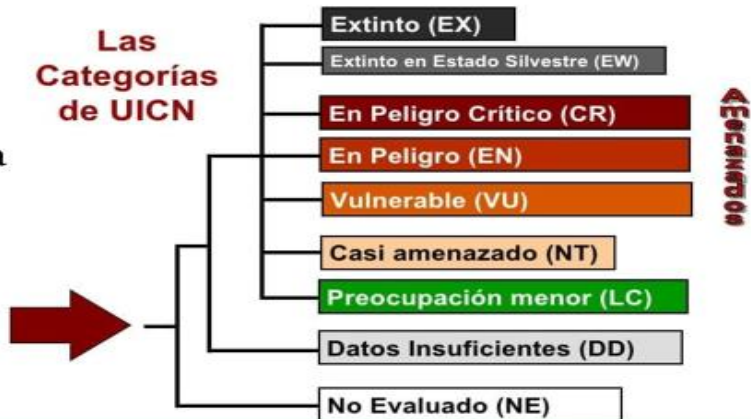 Las
Categorías
de UICN
a
Extinto (EX)
Extinto en Estado Silvestre (EW)
En Peligro Crítico (CR)
En Peligro (EN)
Vulnerable (VU)
Casi amenazado (NT)
Preocupación menor (LC)
Datos Insuficientes (DD)
No Evaluado (NE)